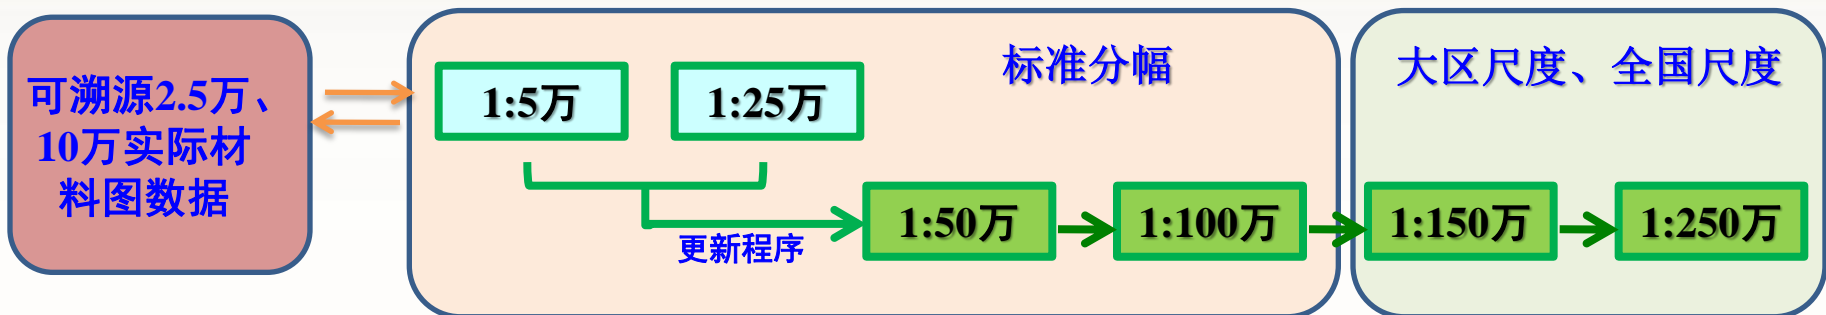 可溯源2.5万、
10万实际材
料图数据
1:5万
1:25万
标准分幅
大区尺度、全国尺度
更新程序
1:50万
1:100万
1:150万
1:250万